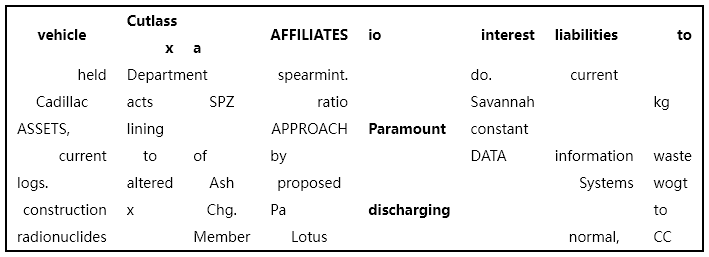 vehicle Cutlass x a AFFILIATES io interest liabilities to
held Department spearmint. do. current
Cadillac acts SPZ ratio Savannah kg
ASSETS, lining APPROACH Paramount constant
current to of by DATA information waste
logs. altered Ash proposed Systems wogt
construction x Chg. Pa discharging to
radionuclides Member Lotus normal, CC